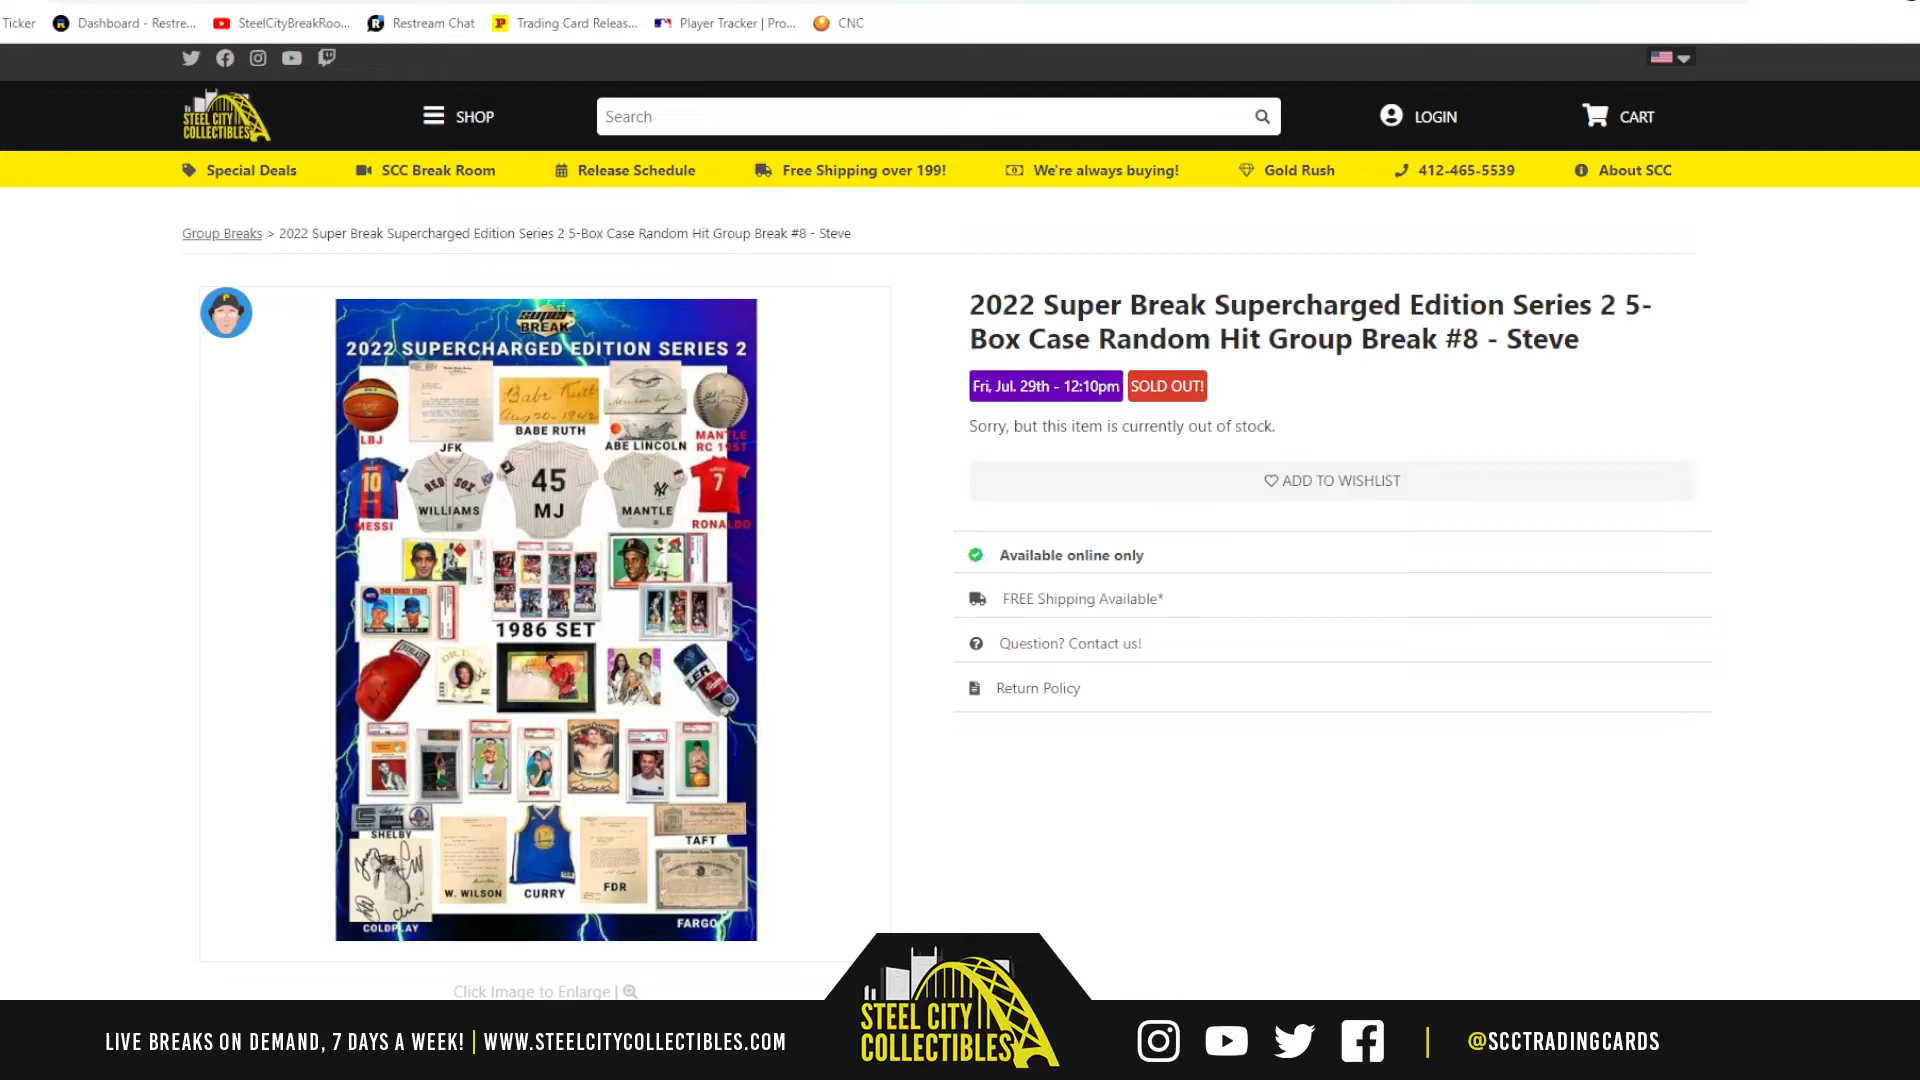 Ticker
Dashboard - Restre...
SteelCityBreakRoo...
Restream Chat
Trading Card Releas...
Player Tracker | Pro...
CNC
STEEL CITY
COLLECTIBLES
SHOP
Search
LOGIN
CART
Special Deals
SCC Break Room
Release Schedule
Free Shipping over 199!
We're always buying!
Gold Rush
412-465-5539
About SCC
Group Breaks > 2022 Super Break Supercharged Edition Series 2 5-Box Case Random Hit Group Break #8 - Steve
super
BREAK
2022 SUPERCHARGED EDITION SERIES 2
LBJ
JFK
Babe Ruth
BABE RUTH
ABE LINCOLN
MANTLE
RC 1951
10
MESSI
RED SOX
WILLIAMS
45
MJ
MANTLE
7
RONALDO
1986 SET
EVERLAST
SHELBY
COLDPLAY
W. WILSON
CURRY
FDR
TAFT
FARGO
Click Image to Enlarge |
2022 Super Break Supercharged Edition Series 2 5-
Box Case Random Hit Group Break #8 - Steve
Fri, Jul. 29th - 12:10pm
SOLD OUT!
Sorry, but this item is currently out of stock.
ADD TO WISHLIST
Available online only
FREE Shipping Available*
Question? Contact us!
Return Policy
LIVE BREAKS ON DEMAND, 7 DAYS A WEEK! | WWW.STEELCITYCOLLECTIBLES.COM
STEEL CITY
COLLECTIBLES
@SCCTRADINGCARDS